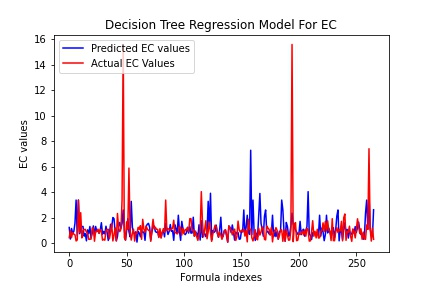 Decision Tree Regression Model For EC
16
14
12
10
8
6
4
2
0
EC values
Predicted EC values
Actual EC Values
0 50 100 150 200 250
Formula indexes